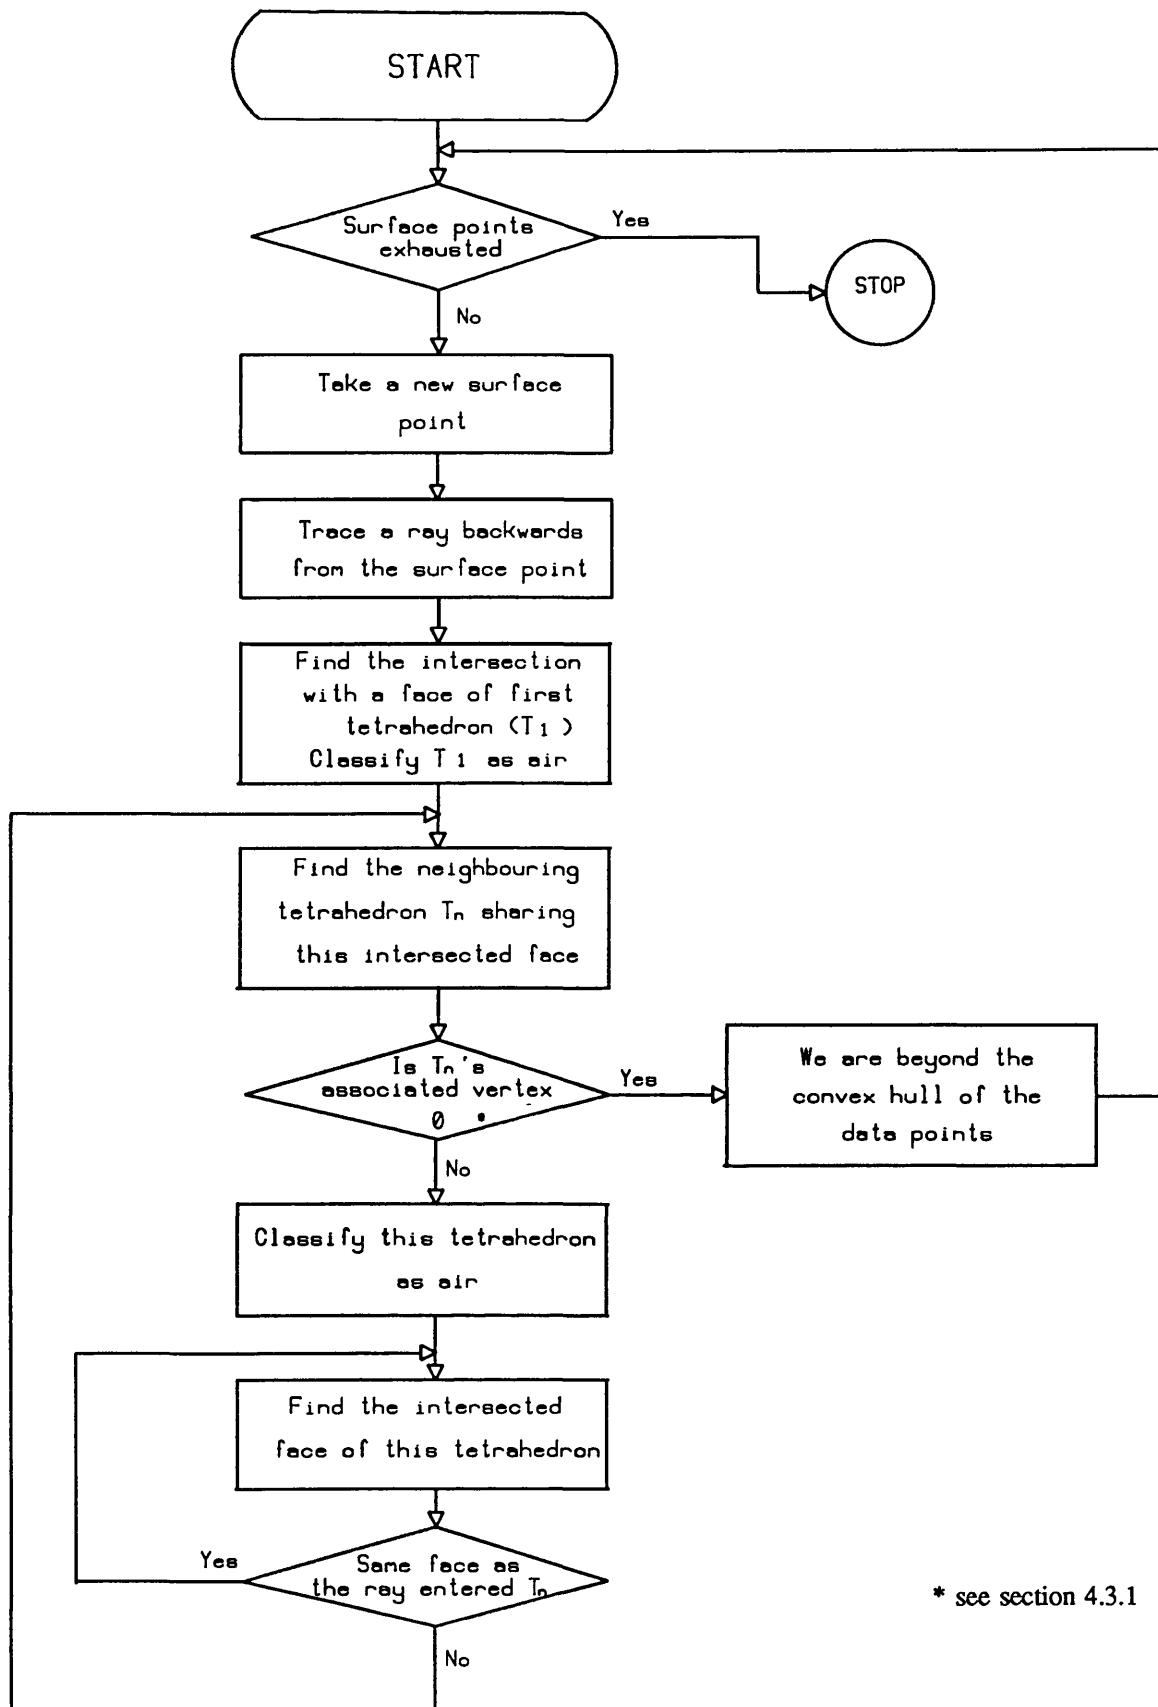 START
Surface points
exhausted
Yes
STOP
No
Take a new surface
point
Trace a ray backwards
from the surface point
Find the intersection
with a face of first
tetrahedron (T1)
Classify T1 as air
Find the neighbouring
tetrahedron Tn sharing
this intersected face
Is Tn's
associated vertex
0 *
Yes
We are beyond the
convex hull of the
data points
No
Classify this tetrahedron
as air
Find the intersected
face of this tetrahedron
Yes
Same face as
the ray entered Tn
* see section 4.3.1
No